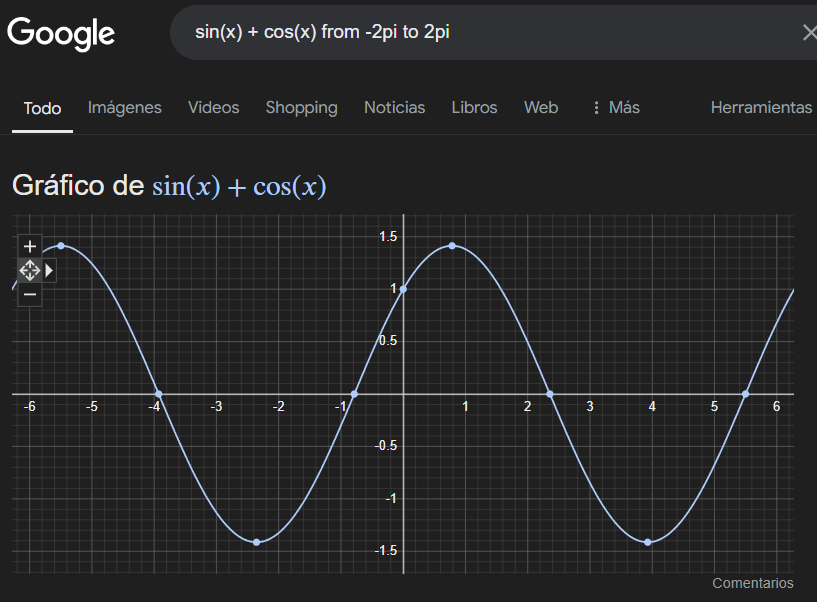 Google
sin(x) + cos(x) from -2pi to 2pi
Todo Imágenes Videos Shopping Noticias Libros Web Más Herramientas
Gráfico de sin(x) + cos(x)
1.5
1
0.5
-6 -5 -4 -3 -2 -1 1 2 3 4 5 6
-0.5
-1
-1.5
Comentarios